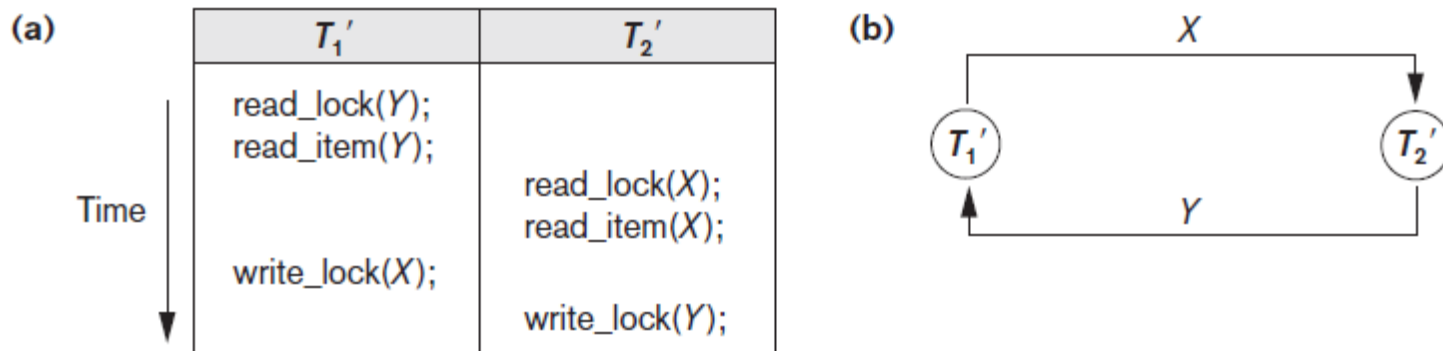 (a)
T₁′ T₂′
read_lock(Y);
read_item(Y);
read_lock(X);
Time
read_item(X);
write_lock(X);
write_lock(Y);
(b)
X
T₁′ T₂′
Y